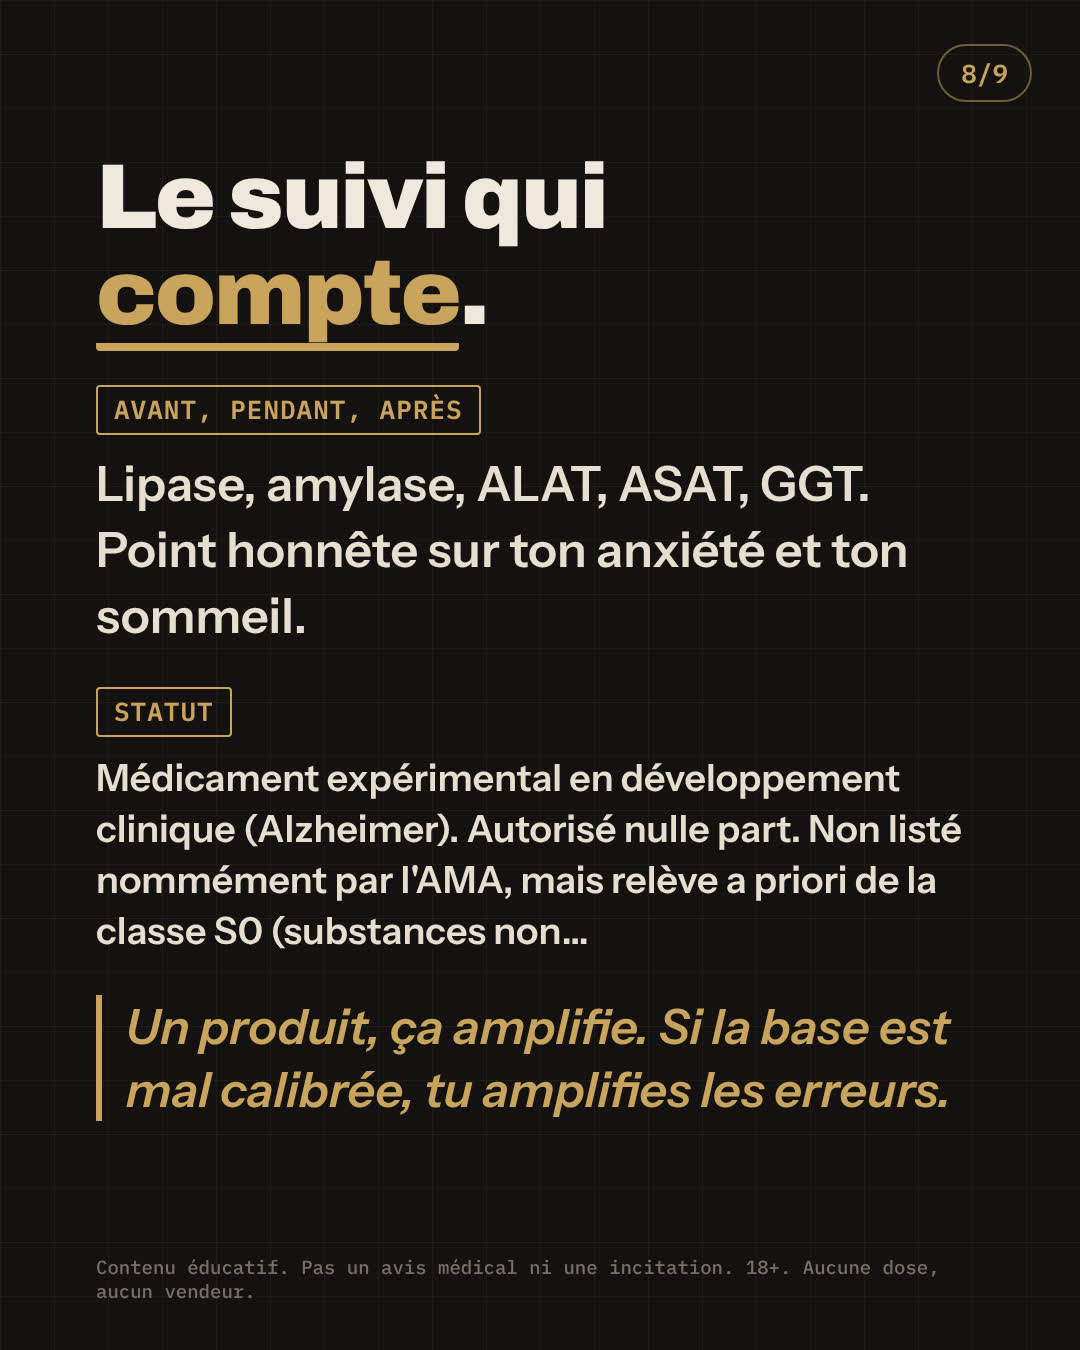 8/9
Le suivi qui
compte.
AVANT, PENDANT, APRÈS
Lipase, amylase, ALAT, ASAT, GGT.
Point honnête sur ton anxiété et ton
sommeil.
STATUT
Médicament expérimental en développement
clinique (Alzheimer). Autorisé nulle part. Non listé
nommément par l'AMA, mais relève a priori de la
classe S0 (substances non...
Un produit, ça amplifie. Si la base est
mal calibrée, tu amplifies les erreurs.
Contenu éducatif. Pas un avis médical ni une incitation. 18+. Aucune dose,
aucun vendeur.